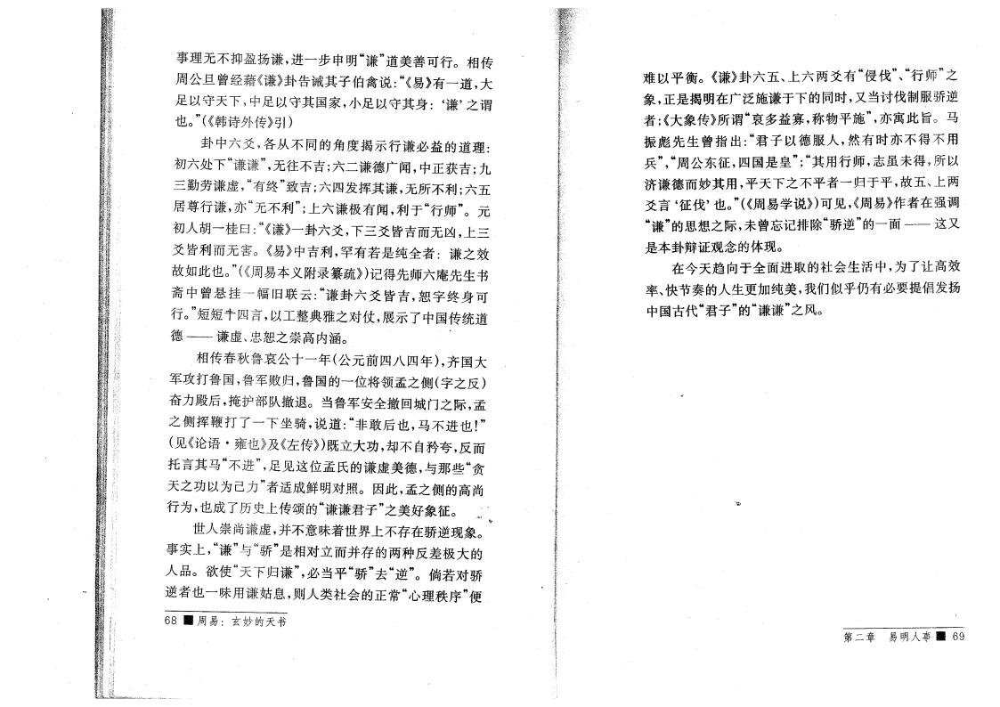 事理无不抑盈扬谦，进一步申明“谦”道美善可行。相传
周公旦曾经藉《谦》卦告诫其子伯禽说：“《易》有一道，大
足以守天下，中足以守其国家，小足以守其身：‘谦’之谓
也。”（《韩诗外传》引）
卦中六爻，各从不同的角度揭示行谦必益的道理：
初六处下“谦谦”，无往不吉；六二谦德广闻，中正获吉；九
三勤劳谦虚，“有终”致吉；六四发挥其谦，无所不利；六五
居尊行谦，亦“无不利”；上六谦极有闻，利于“行师”。元
初人胡一桂曰：“《谦》一卦六爻，下三爻皆吉而无凶，上三
爻皆利而无害。《易》中吉利，罕有若是纯全者：谦之效
故如此也。”（《周易本义附录纂疏》）记得先师六庵先生书
斋中曾悬挂一幅旧联云：“谦卦六爻皆吉，恕字终身可
行。”短短十四言，以工整典雅之对仗，展示了中国传统道
德——谦虚、忠恕之崇高内涵。
相传春秋鲁哀公十一年（公元前四八四年），齐国大
军攻打鲁国，鲁军败归，鲁国的一位将领孟之侧（字之反）
奋力殿后，掩护部队撤退。当鲁军安全撤回城门之际，孟
之侧挥鞭打了一下坐骑，说道：“非敢后也，马不进也！”
（见《论语·雍也》及《左传》）既立大功，却不自矜夸，反而
托言其马“不进”，足见这位孟氏的谦虚美德，与那些“贪
天之功以为己力”者适成鲜明对照。因此，孟之侧的高尚
行为，也成了历史上传颂的“谦谦君子”之美好象征。
世人崇尚谦虚，并不意味着世界上不存在骄逆现象。
事实上，“谦”与“骄”是相对立而并存的两种反差极大的
人品。欲使“天下归谦”，必当平“骄”去“逆”。倘若对骄
逆者也一味用谦姑息，则人类社会的正常“心理秩序”便
68 ■ 周易：玄妙的天书
难以平衡。《谦》卦六五、上六两爻有“侵伐”、“行师”之
象，正是揭明在广泛施谦于下的同时，又当讨伐制服骄逆
者；《大象传》所谓“裒多益寡，称物平施”，亦寓此旨。马
振彪先生曾指出：“君子以德服人，然有时亦不得不用
兵”，“周公东征，四国是皇”；“其用行师，志虽未得，所以
济谦德而妙其用，平天下之不平者一归于平，故五、上两
爻言‘征伐’也。”（《周易学说》）可见，《周易》作者在强调
“谦”的思想之际，未曾忘记排除“骄逆”的一面——这又
是本卦辩证观念的体现。
在今天趋向于全面进取的社会生活中，为了让高效
率、快节奏的人生更加纯美，我们似乎仍有必要提倡发扬
中国古代“君子”的“谦谦”之风。
第二章 易明人事 ■ 69